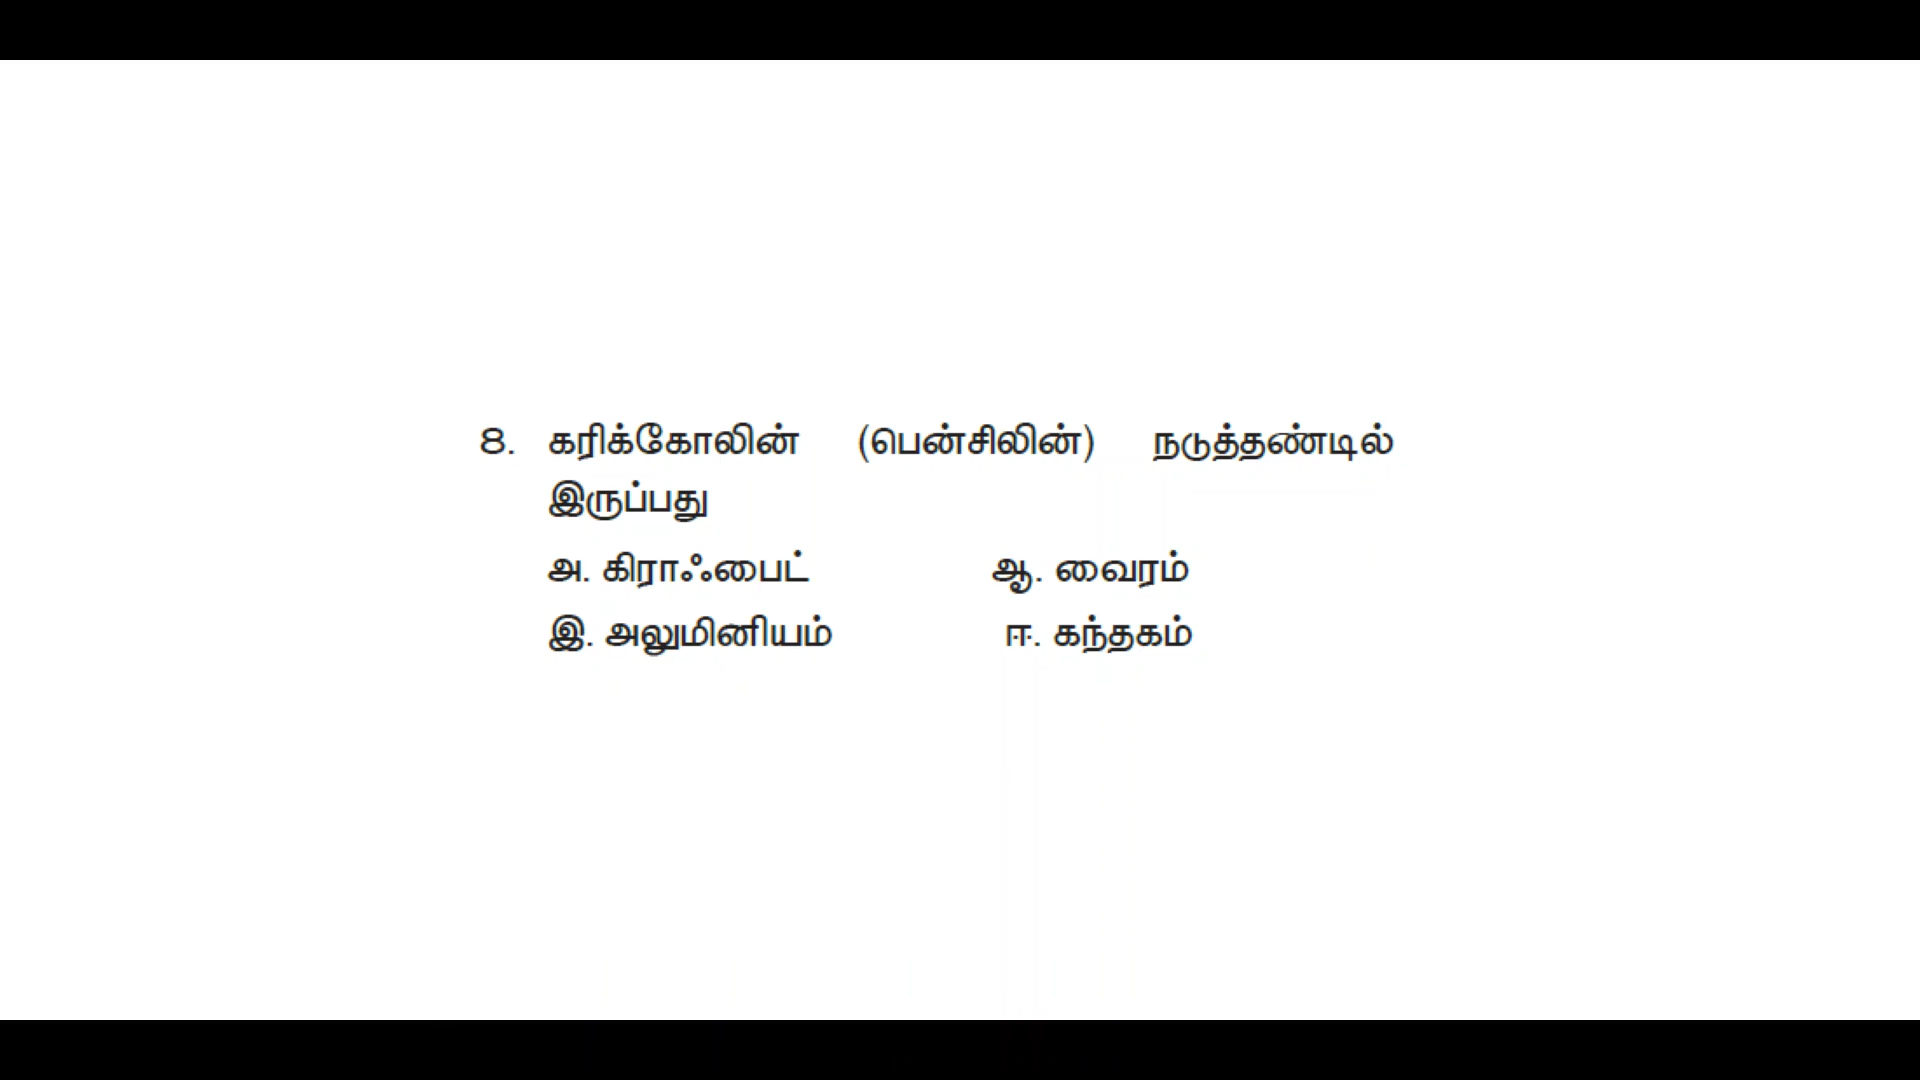 8. கரிக்கோலின் (பென்சிலின்) நடுத்தண்டில்
இருப்பது
அ. கிராஃபைட் ஆ. வைரம்
இ. அலுமினியம் ஈ. கந்தகம்